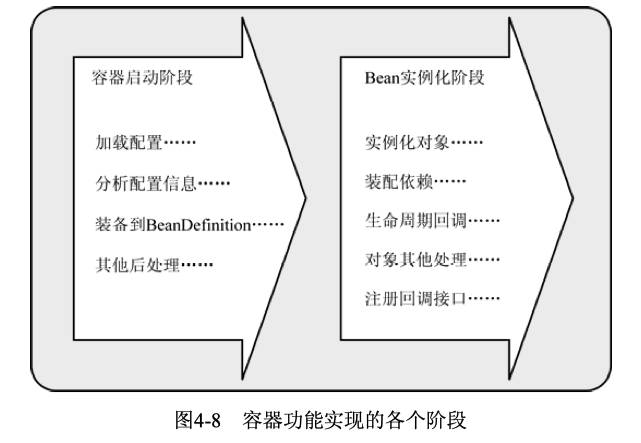 容器启动阶段
加载配置……
分析配置信息……
装备到BeanDefinition……
其他后处理……
Bean实例化阶段
实例化对象……
装配依赖……
生命周期回调……
对象其他处理……
注册回调接口……
图4-8 容器功能实现的各个阶段